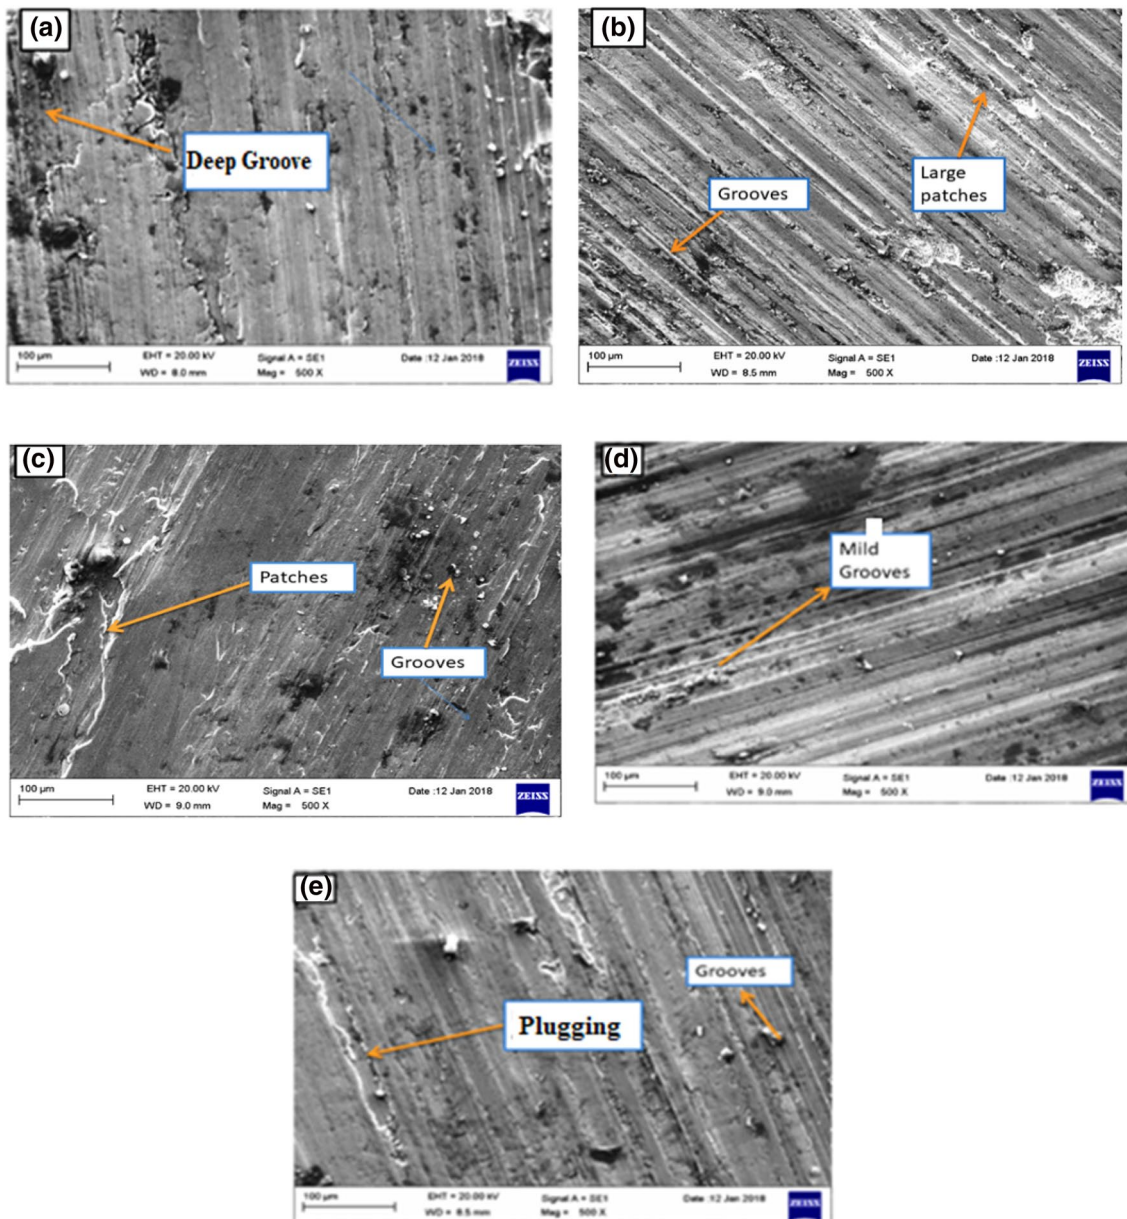 (a)
Deep Groove
100 µm
EHT = 20.00 kV
Signal A = SE1
Date :12 Jan 2018
WD = 8.0 mm
Mag = 500 X
ZEISS
(b)
Large
patches
Grooves
100 µm
EHT = 20.00 kV
Signal A = SE1
Date :12 Jan 2018
WD = 8.5 mm
Mag = 500 X
ZEISS
(c)
Patches
Grooves
100 µm
EHT = 20.00 kV
Signal A = SE1
Date :12 Jan 2018
WD = 9.0 mm
Mag = 500 X
ZEISS
(d)
Mild
Grooves
100 µm
EHT = 20.00 kV
Signal A = SE1
Date :12 Jan 2018
WD = 9.0 mm
Mag = 500 X
ZEISS
(e)
Grooves
Plugging
100 µm
EHT = 20.00 kV
Signal A = SE1
Date :12 Jan 2018
WD = 8.5 mm
Mag = 500 X
ZEISS